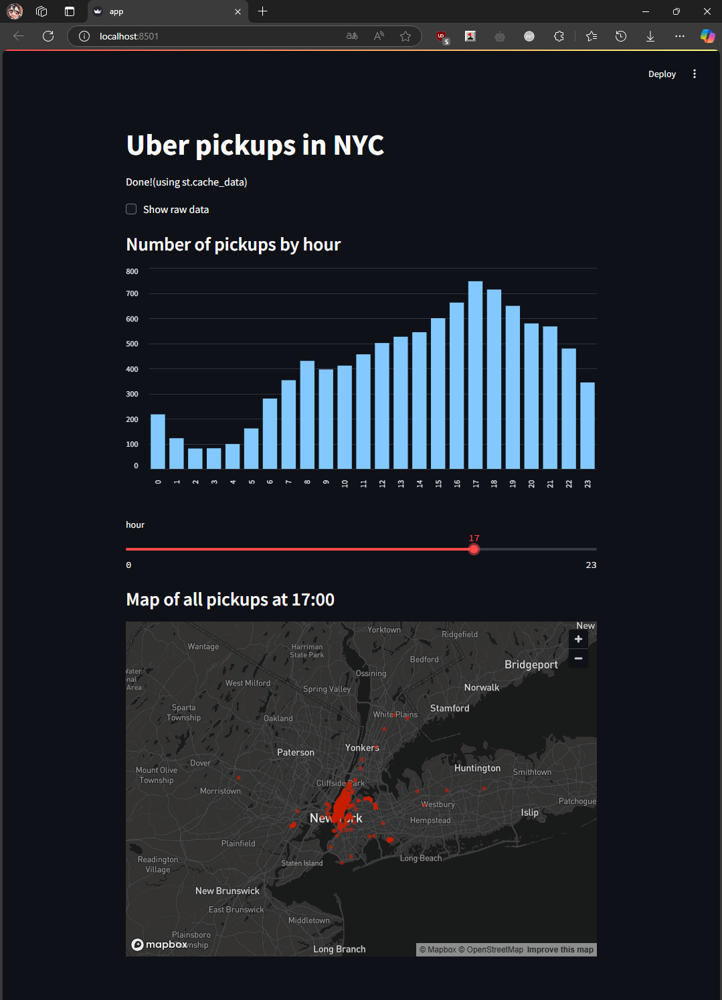 app
localhost:8501
5
Deploy
Uber pickups in NYC
Done!(using st.cache_data)
Show raw data
Number of pickups by hour
800
700
600
500
400
300
200
100
0
0 1 2 3 4 5 6 7 8 9 10 11 12 13 14 15 16 17 18 19 20 21 22 23
hour
17
0 23
Map of all pickups at 17:00
New
Yorktown
Ridgefield
Wantage
Harriman
State Park
Bedford
Bridgeport
Ossining
Area
West Milford
Spring Valley
Norwalk
Sparta
Township
Stamford
White Plains
Oakland
Paterson
Yonkers
Dover
Mount Olive
Township
Huntington
Smithtown
Cliffside Park
Morristown
Westbury
Patchogue
New York
Hempstead
Islip
Plainfield
Readington
Village
Staten Island
Long Beach
New Brunswick
East Brunswick
Middletown
Plainsboro
Township
mapbox
Long Branch
© Mapbox © OpenStreetMap Improve this map